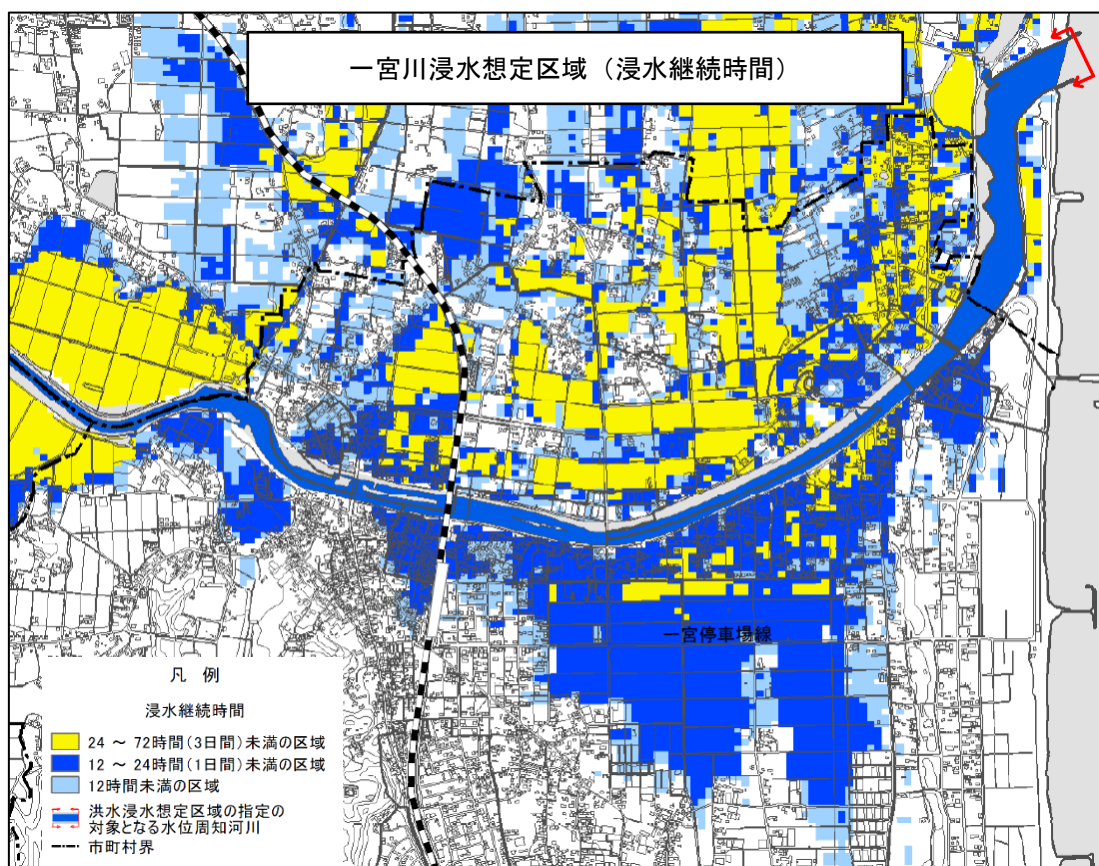 一宮川浸水想定区域（浸水継続時間）
一宮停車場線
凡 例
浸水継続時間
24 ～ 72時間（3日間）未満の区域
12 ～ 24時間（1日間）未満の区域
12時間未満の区域
洪水浸水想定区域の指定の
対象となる水位周知河川
市町村界